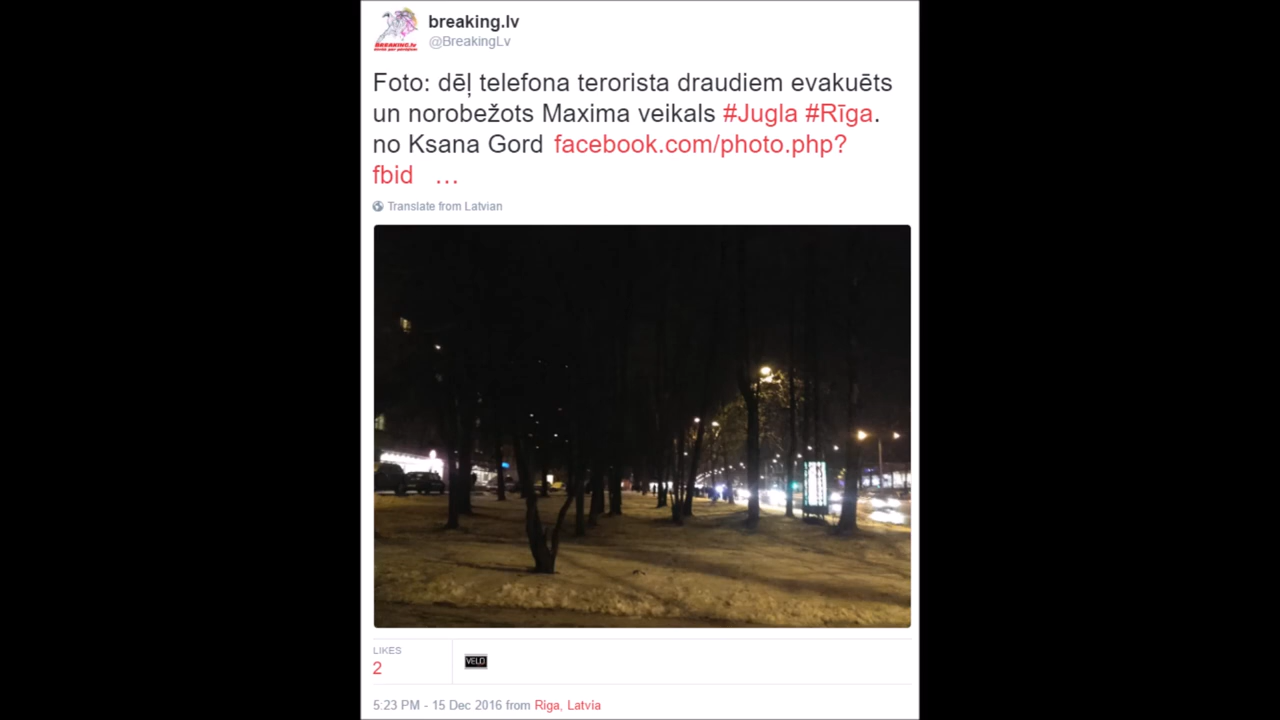 breaking.lv
@BreakingLv
Foto: dēļ telefona terorista draudiem evakuēts
un norobežots Maxima veikals #Jugla #Rīga.
no Ksana Gord facebook.com/photo.php?
fbid …
Translate from Latvian
LIKES
2
VELO
5:23 PM - 15 Dec 2016 from Riga, Latvia